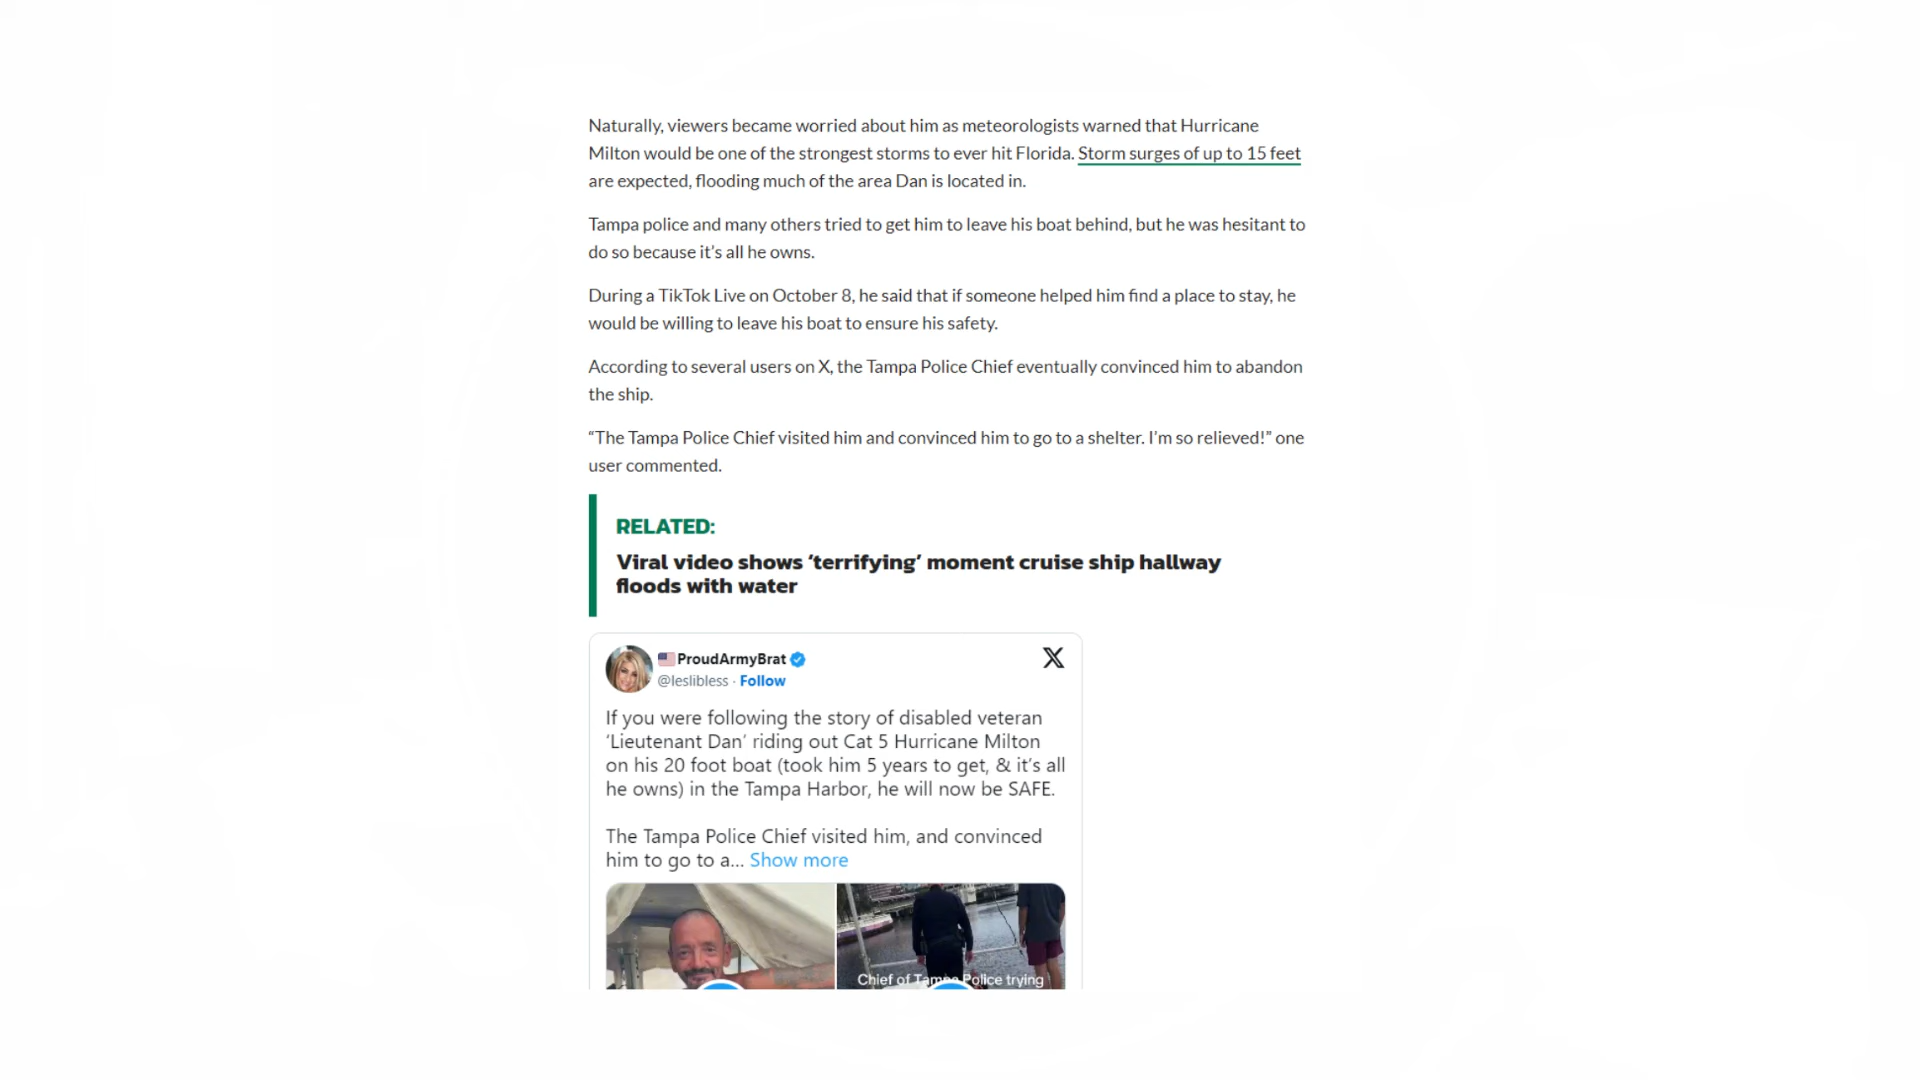 Naturally, viewers became worried about him as meteorologists warned that Hurricane
Milton would be one of the strongest storms to ever hit Florida. Storm surges of up to 15 feet
are expected, flooding much of the area Dan is located in.
Tampa police and many others tried to get him to leave his boat behind, but he was hesitant to
do so because it’s all he owns.
During a TikTok Live on October 8, he said that if someone helped him find a place to stay, he
would be willing to leave his boat to ensure his safety.
According to several users on X, the Tampa Police Chief eventually convinced him to abandon
the ship.
“The Tampa Police Chief visited him and convinced him to go to a shelter. I’m so relieved!” one
user commented.
RELATED:
Viral video shows ‘terrifying’ moment cruise ship hallway
floods with water
ProudArmyBrat
@leslibless · Follow
If you were following the story of disabled veteran
‘Lieutenant Dan’ riding out Cat 5 Hurricane Milton
on his 20 foot boat (took him 5 years to get, & it’s all
he owns) in the Tampa Harbor, he will now be SAFE.
The Tampa Police Chief visited him, and convinced
him to go to a... Show more
Chief of Tampa Police trying